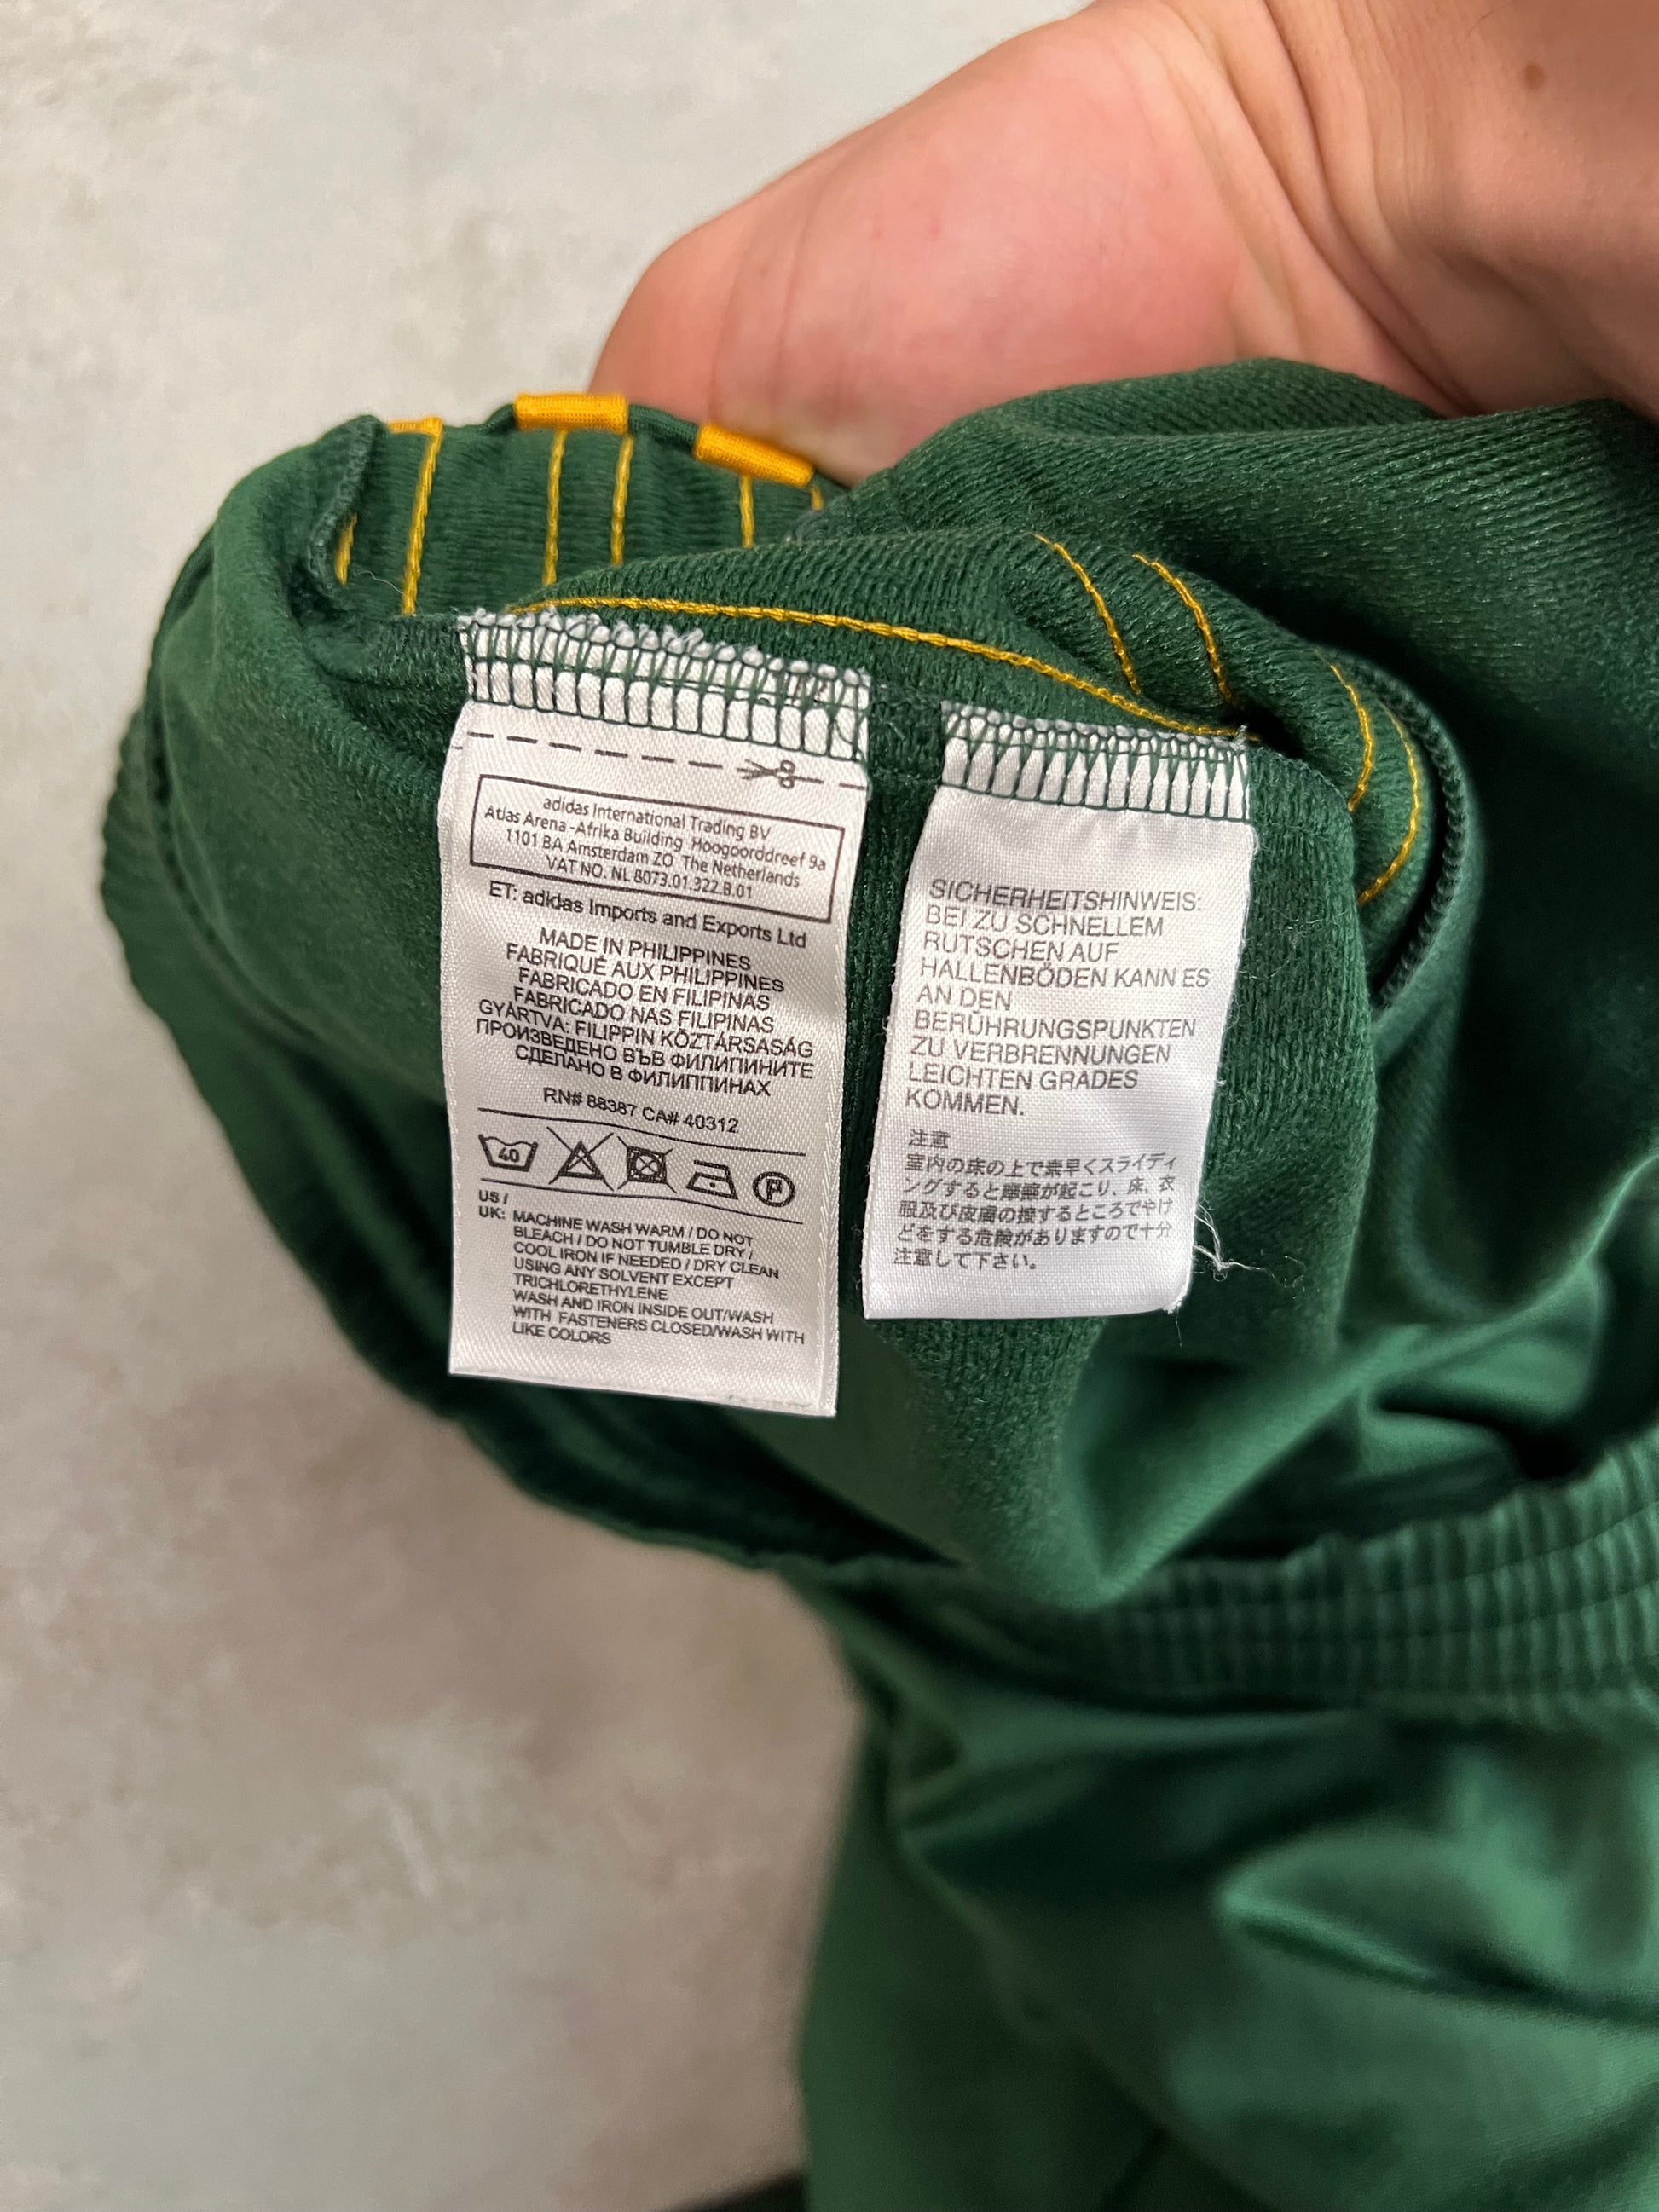 adidas International Trading BV
Atlas Arena -Afrika Building Hoogoorddreef 9a
1101 BA Amsterdam ZO The Netherlands
VAT NO. NL 8073.01.322.B.01
ET: adidas Imports and Exports Ltd
MADE IN PHILIPPINES
FABRIQUÉ AUX PHILIPPINES
FABRICADO EN FILIPINAS
FABRICADO NAS FILIPINAS
GYÁRTVA: FILIPPIN KÖZTÁRSASÁG
ПРОИЗВЕДЕНО ВЪВ ФИЛИПИНИТЕ
СДЕЛАНО В ФИЛИППИНАХ
RN# 88387 CA# 40312
40
P
US /
UK: MACHINE WASH WARM / DO NOT
BLEACH / DO NOT TUMBLE DRY /
COOL IRON IF NEEDED / DRY CLEAN
USING ANY SOLVENT EXCEPT
TRICHLORETHYLENE
WASH AND IRON INSIDE OUT/WASH
WITH FASTENERS CLOSED/WASH WITH
LIKE COLORS
SICHERHEITSHINWEIS:
BEI ZU SCHNELLEM
RUTSCHEN AUF
HALLENBÖDEN KANN ES
AN DEN
BERÜHRUNGSPUNKTEN
ZU VERBRENNUNGEN
LEICHTEN GRADES
KOMMEN.
注意
室内の床の上で素早くスライディ
ングすると摩擦が起こり、床、衣
服及び皮膚の接するところでやけ
どをする危険がありますので十分
注意して下さい。